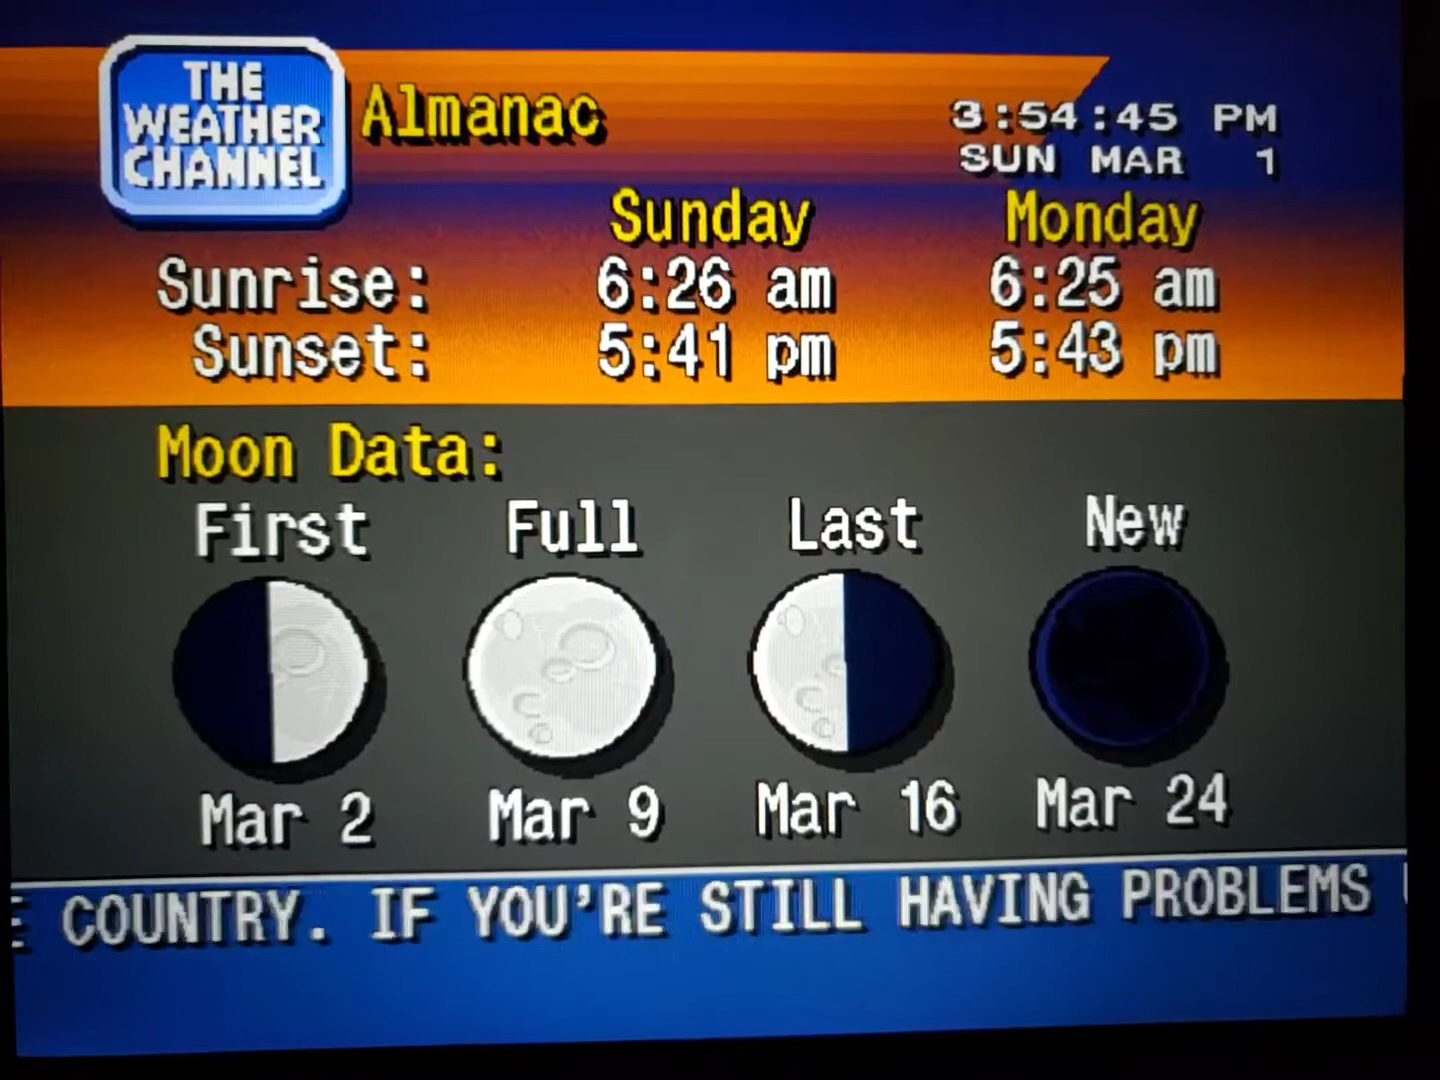 THE
WEATHER
CHANNEL
Almanac
3:54:45 PM
SUN MAR 1
Sunday Monday
Sunrise: 6:26 am 6:25 am
Sunset: 5:41 pm 5:43 pm
Moon Data:
First Full Last New
Mar 2 Mar 9 Mar 16 Mar 24
COUNTRY. IF YOU'RE STILL HAVING PROBLEMS